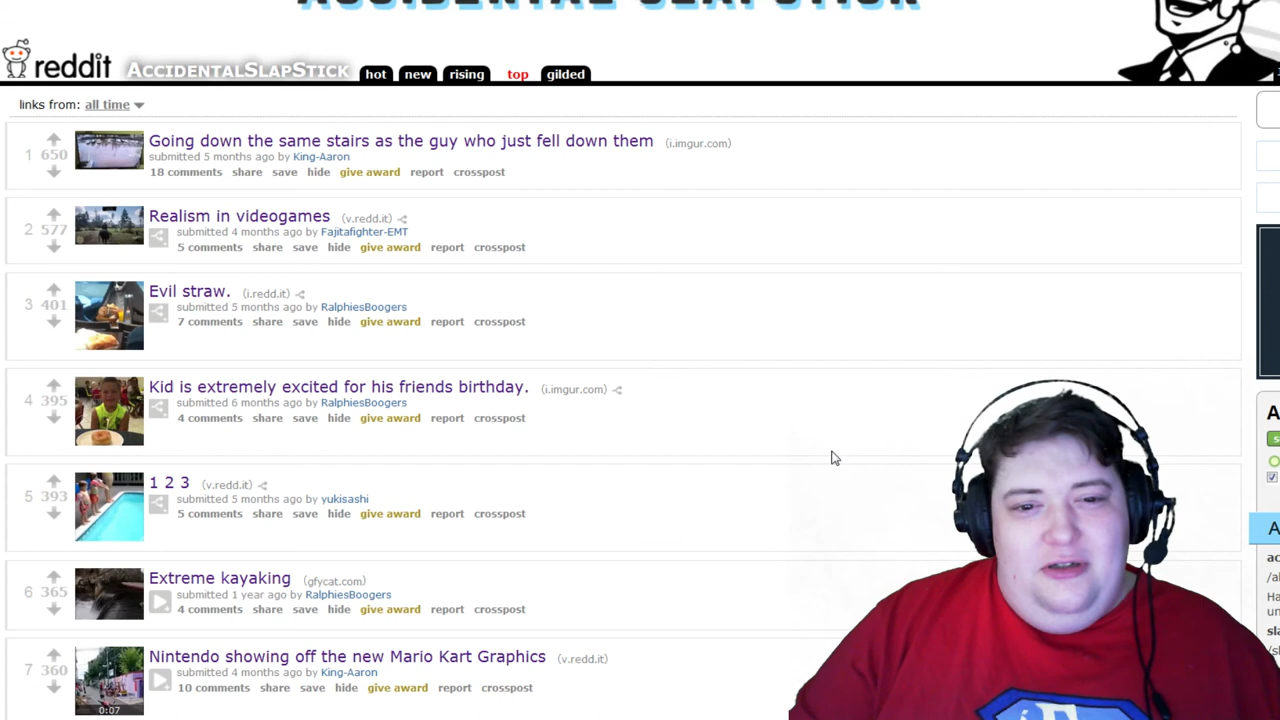 ACCIDENTAL SLAPSTICK
reddit ACCIDENTALSLAPSTICK hot new rising top gilded
links from: all time
1 650 Going down the same stairs as the guy who just fell down them (i.imgur.com)
submitted 5 months ago by King-Aaron
18 comments share save hide give award report crosspost
2 577 Realism in videogames (v.redd.it)
submitted 4 months ago by Fajitafighter-EMT
5 comments share save hide give award report crosspost
3 401 Evil straw. (i.redd.it)
submitted 5 months ago by RalphiesBoogers
7 comments share save hide give award report crosspost
4 395 Kid is extremely excited for his friends birthday. (i.imgur.com)
submitted 6 months ago by RalphiesBoogers
4 comments share save hide give award report crosspost
5 393 1 2 3 (v.redd.it)
submitted 5 months ago by yukisashi
5 comments share save hide give award report crosspost
6 365 Extreme kayaking (gfycat.com)
submitted 1 year ago by RalphiesBoogers
4 comments share save hide give award report crosspost
7 360 Nintendo showing off the new Mario Kart Graphics (v.redd.it)
submitted 4 months ago by King-Aaron
10 comments share save hide give award report crosspost
0:07